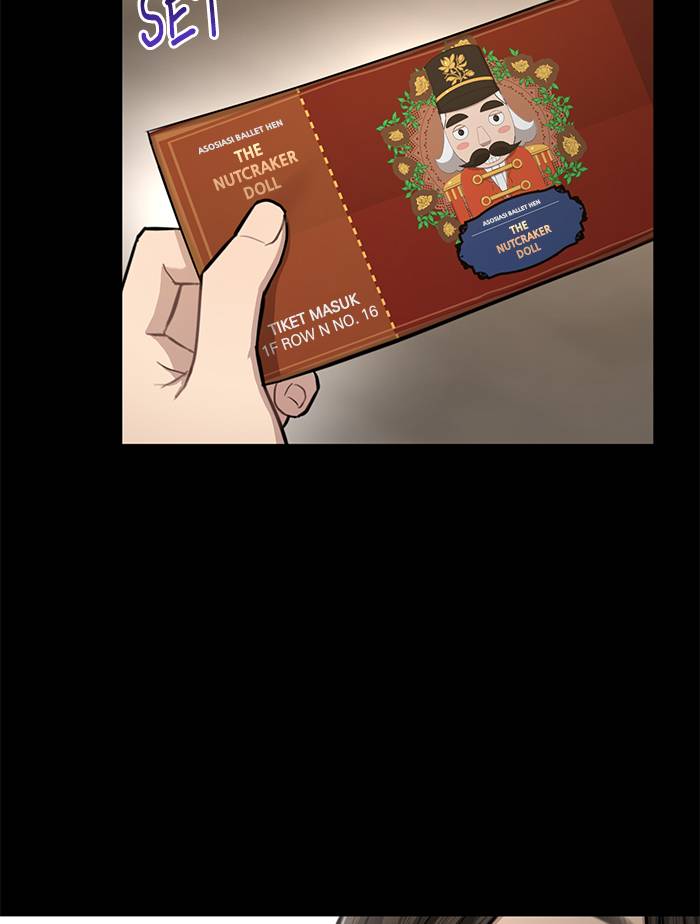 SET
ASOSIASI BALLET HEN
THE
NUTCRAKER
DOLL
TIKET MASUK
1F ROW N NO. 16
ASOSIASI BALLET HEN
THE
NUTCRAKER
DOLL